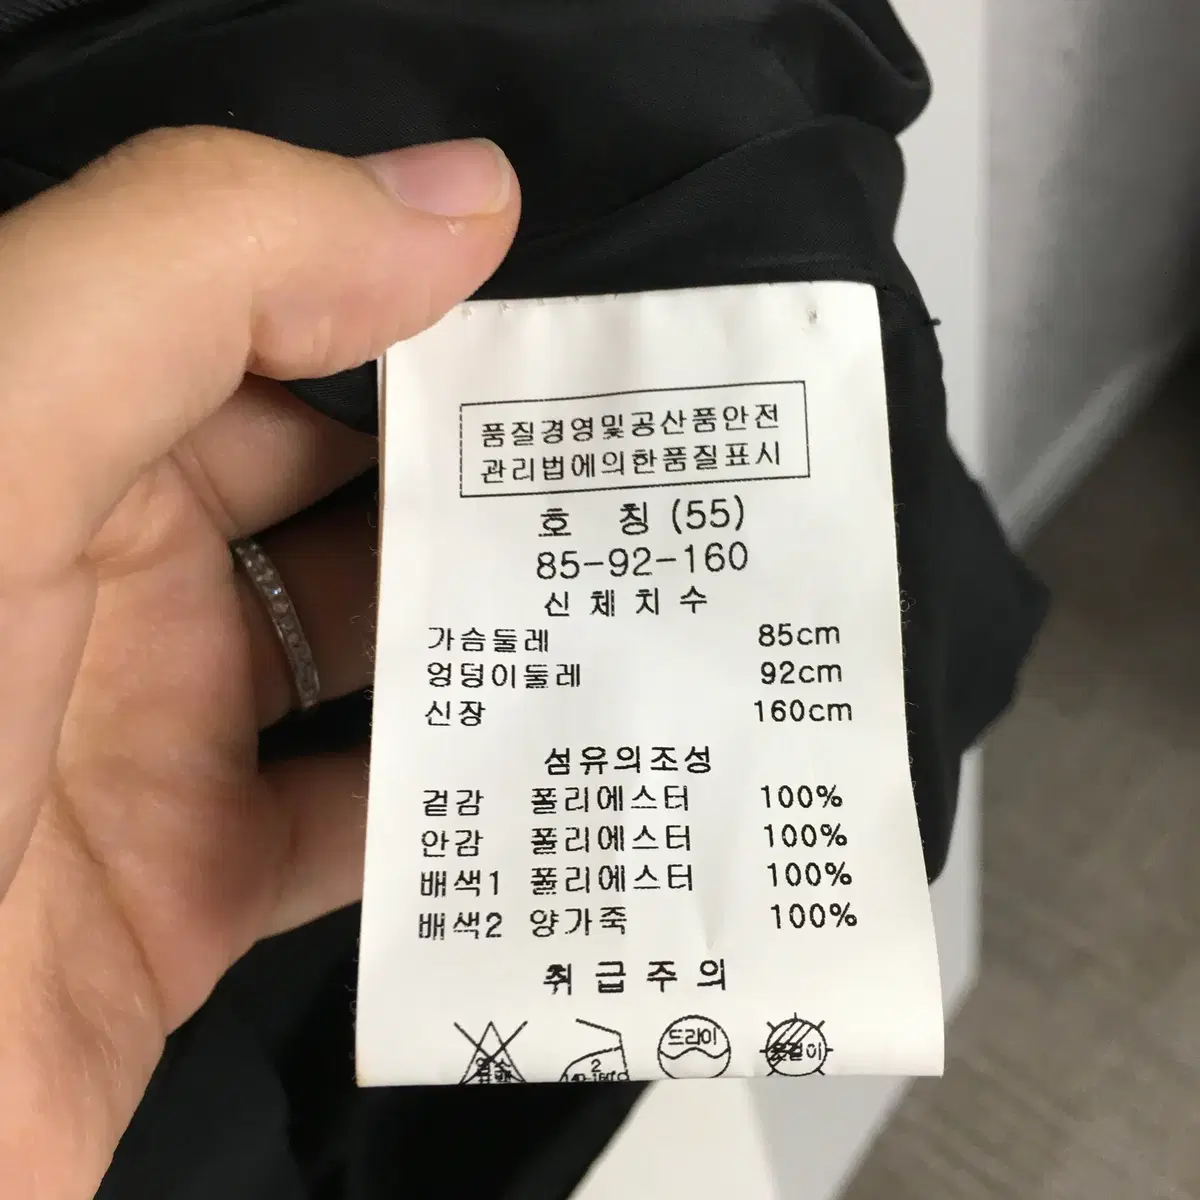 품질경영및공산품안전
관리법에의한품질표시
호 칭 (55)
85-92-160
신 체 치 수
가슴둘레 85cm
엉덩이둘레 92cm
신장 160cm
섬유의조성
겉감 폴리에스터 100%
안감 폴리에스터 100%
배색1 폴리에스터 100%
배색2 양가죽 100%
취 급 주 의
2 드라이 옷걸이